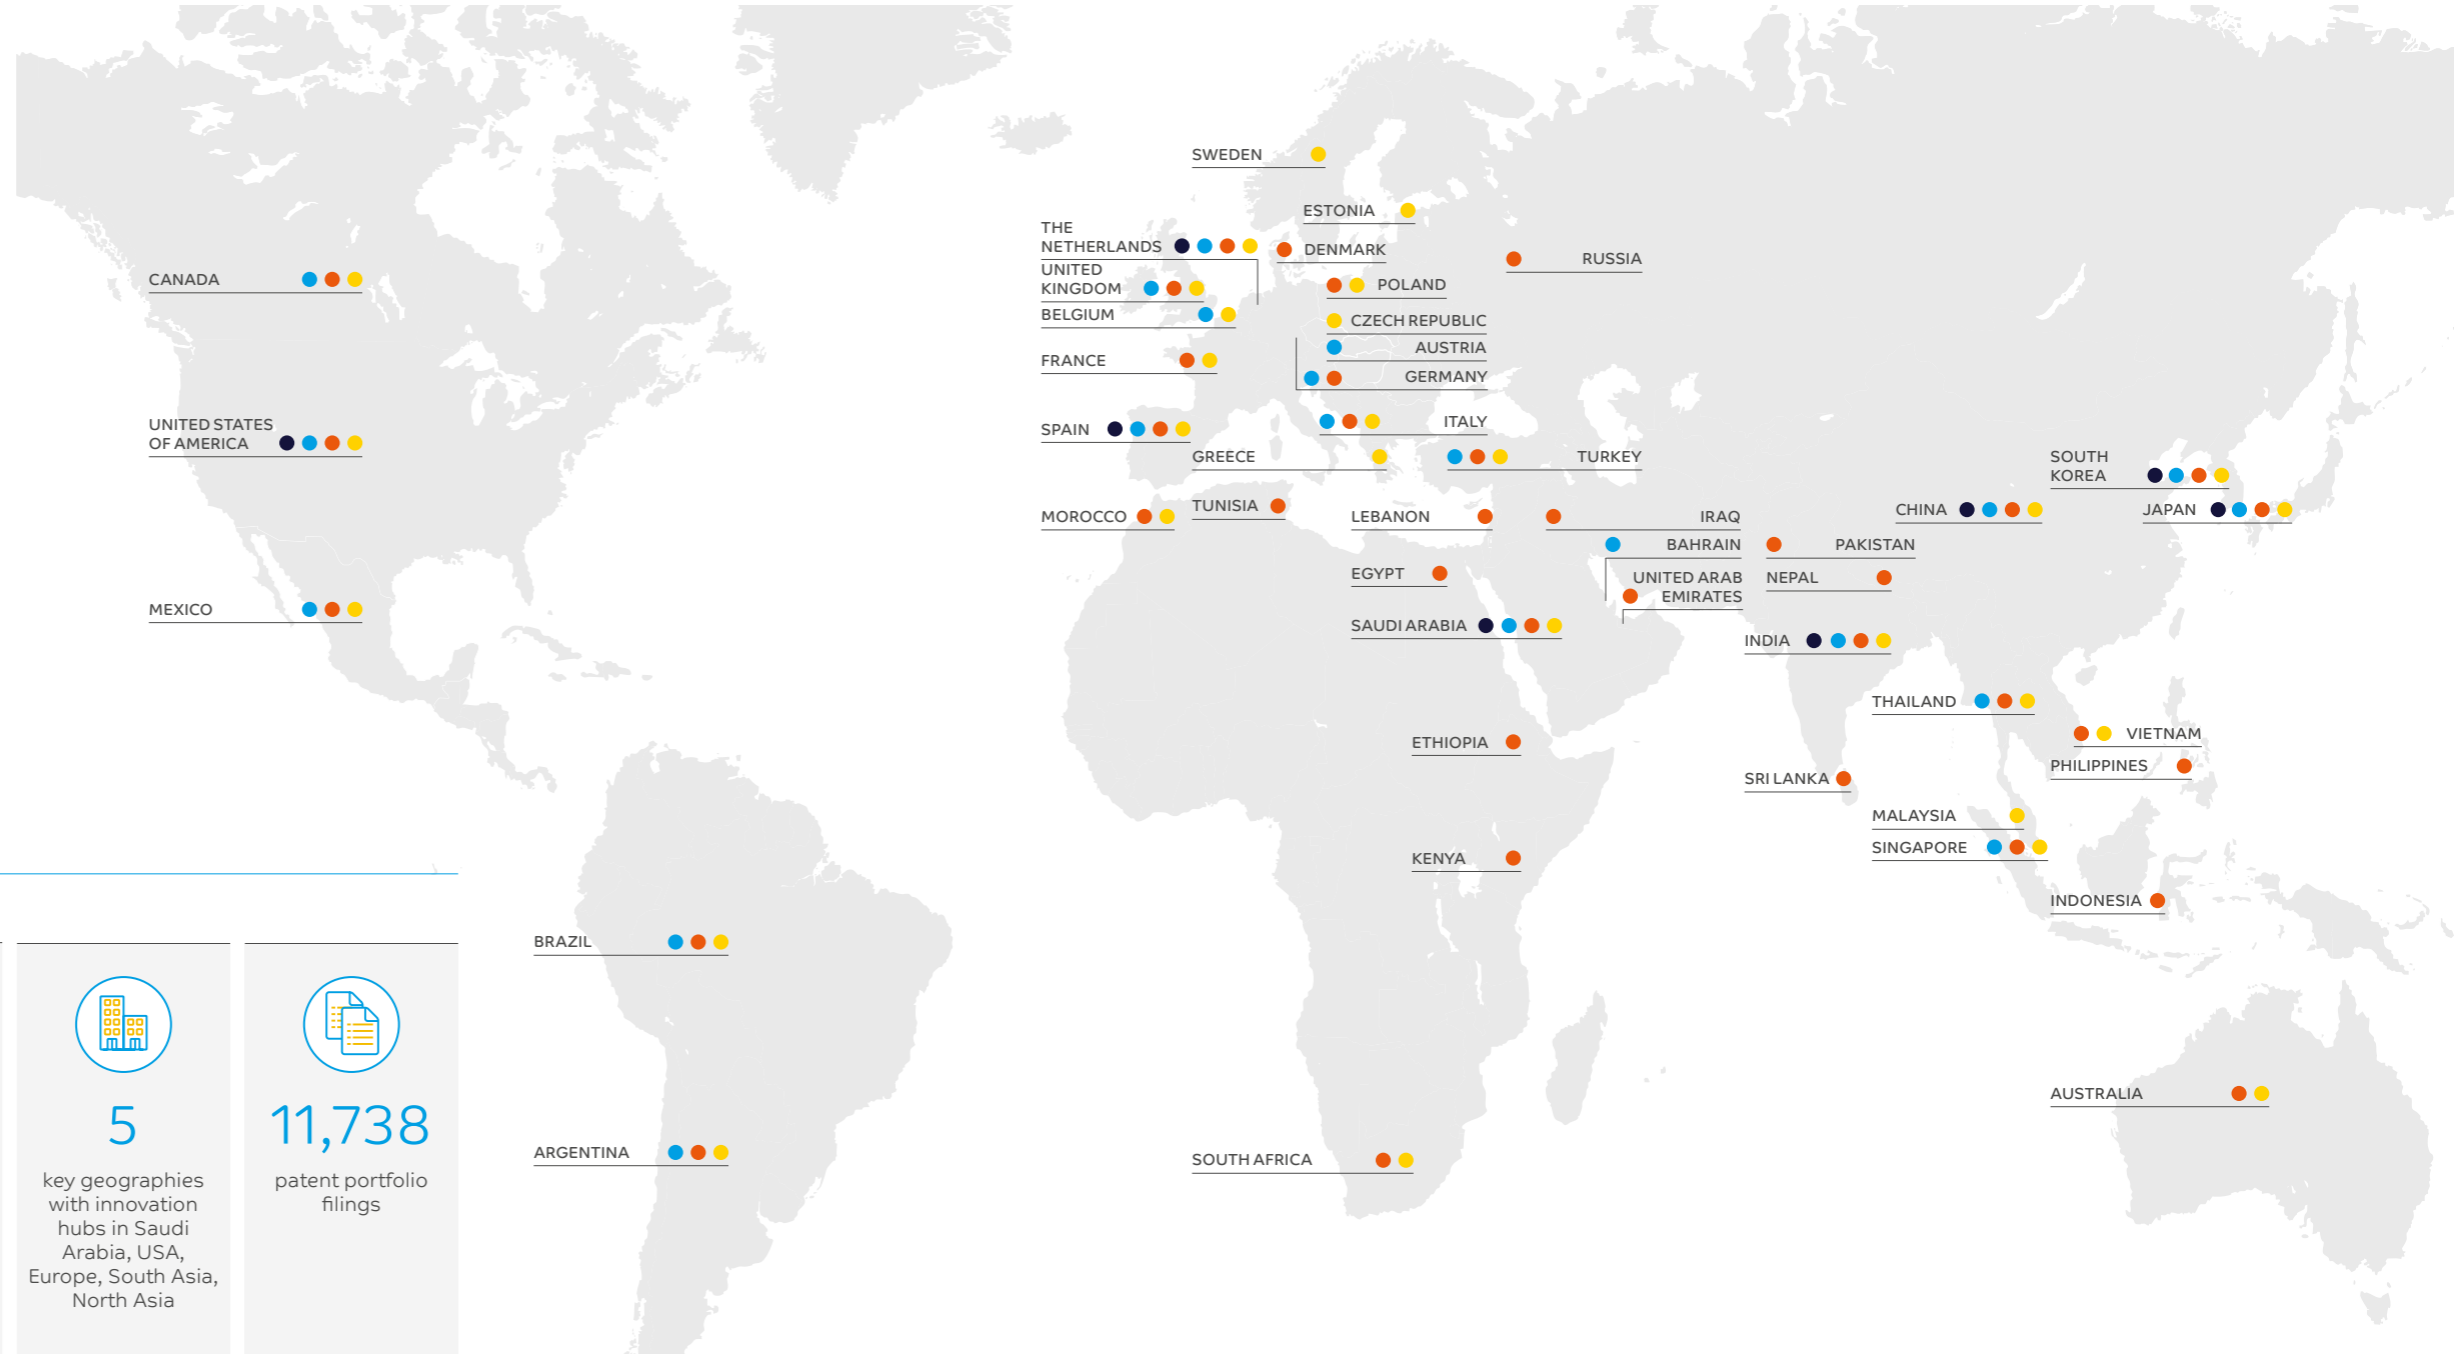 SWEDEN
ESTONIA
THE
NETHERLANDS
DENMARK
RUSSIA
UNITED
KINGDOM
POLAND
BELGIUM
CZECH REPUBLIC
AUSTRIA
FRANCE
GERMANY
CANADA
UNITED STATES
OF AMERICA
MEXICO
SPAIN
ITALY
GREECE
TURKEY
MOROCCO
TUNISIA
LEBANON
IRAQ
BAHRAIN
PAKISTAN
EGYPT
UNITED ARAB
EMIRATES
NEPAL
SAUDI ARABIA
INDIA
CHINA
SOUTH
KOREA
JAPAN
THAILAND
VIETNAM
PHILIPPINES
ETHIOPIA
SRI LANKA
MALAYSIA
SINGAPORE
KENYA
INDONESIA
BRAZIL
ARGENTINA
SOUTH AFRICA
AUSTRALIA
5
key geographies
with innovation
hubs in Saudi
Arabia, USA,
Europe, South Asia,
North Asia
11,738
patent portfolio
filings